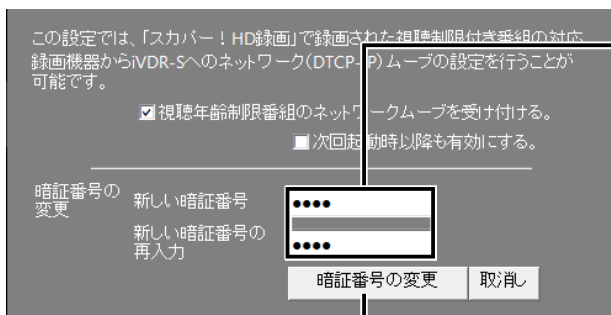 この設定では、「スカパー！HD録画」で録画された視聴制限付き番組の対応
録画機器からiVDR-Sへのネットワーク(DTCP-IP)ムーブの設定を行うことが
可能です。
視聴年齢制限番組のネットワークムーブを受け付ける。
次回起動時以降も有効にする。
暗証番号の
変更
新しい暗証番号
●●●●
新しい暗証番号の
再入力
●●●●
暗証番号の変更 取消し